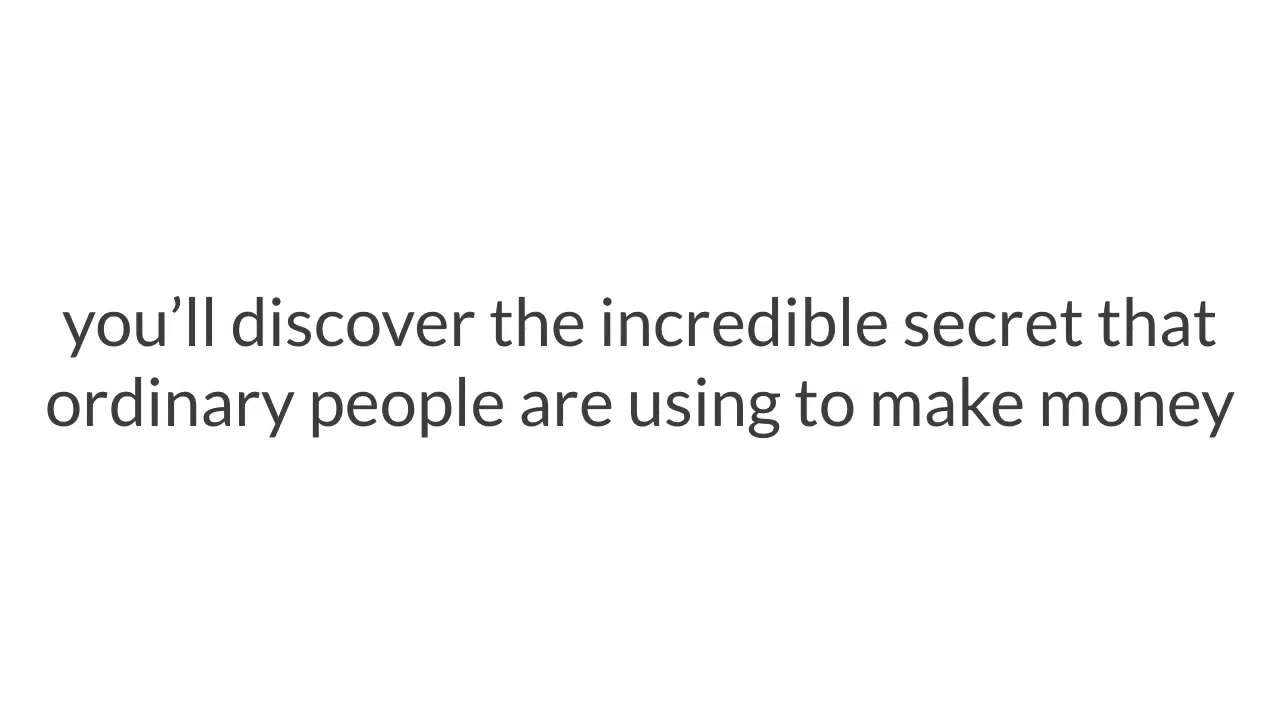 you’ll discover the incredible secret that
ordinary people are using to make money